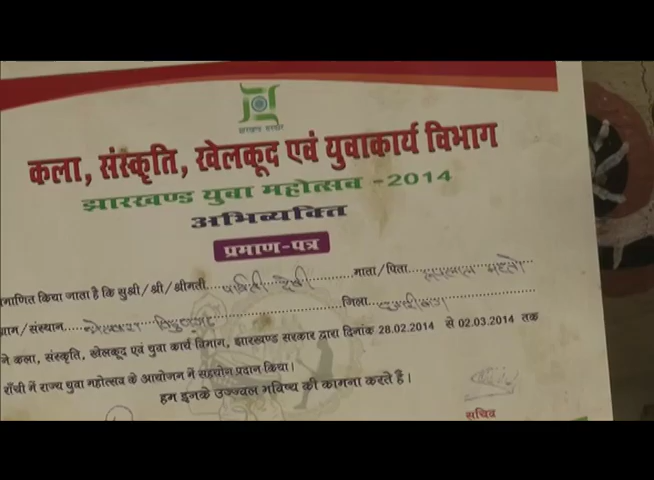 झारखण्ड सरकार
कला, संस्कृति, खेलकूद एवं युवाकार्य विभाग
झारखण्ड युवा महोत्सव -2014
अभिव्यक्ति
प्रमाण-पत्र
माणित किया जाता है कि सुश्री/श्री/श्रीमती....पार्वती देवी....माता/पिता.... महतो
ग्राम/संस्थान.... जिला....
ने कला, संस्कृति, खेलकूद एवं युवा कार्य विभाग, झारखण्ड सरकार द्वारा दिनांक 28.02.2014 से 02.03.2014 तक
राँची में राज्य युवा महोत्सव के आयोजन में सहयोग प्रदान किया।
हम इनके उज्ज्वल भविष्य की कामना करते हैं।
सचिव